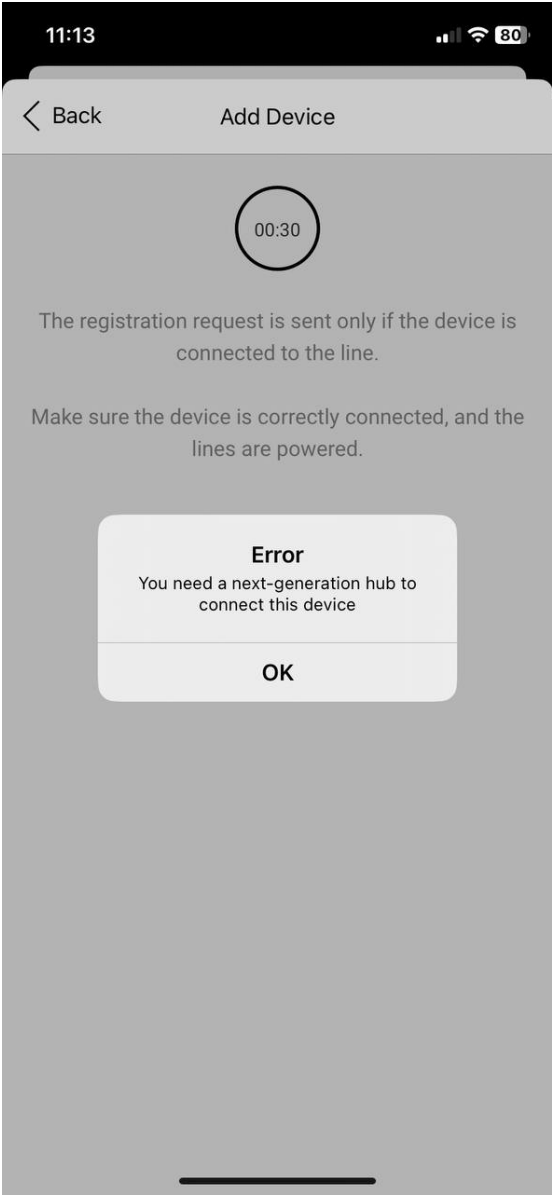 11:13
80
Back
Add Device
00:30
The registration request is sent only if the device is
connected to the line.
Make sure the device is correctly connected, and the
lines are powered.
Error
You need a next-generation hub to
connect this device
OK